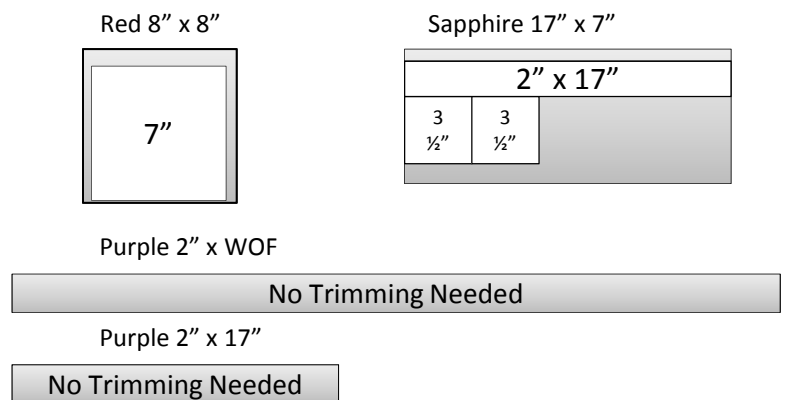 Red 8” x 8”
Sapphire 17” x 7”
7”
2” x 17”
3
½”
3
½”
Purple 2” x WOF
No Trimming Needed
Purple 2” x 17”
No Trimming Needed